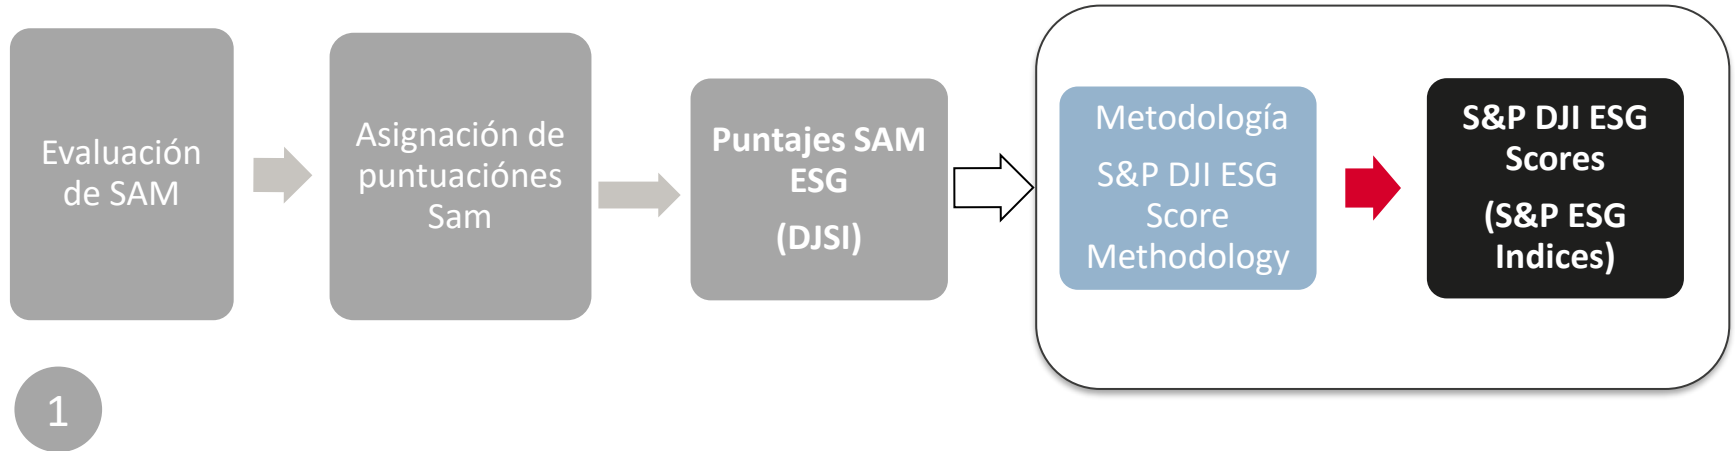 Evaluación
de SAM
Asignación de
puntuaciónes
Sam
Puntajes SAM
ESG
(DJSI)
Metodología
S&P DJI ESG
Score
Methodology
S&P DJI ESG
Scores
(S&P ESG
Indices)
1